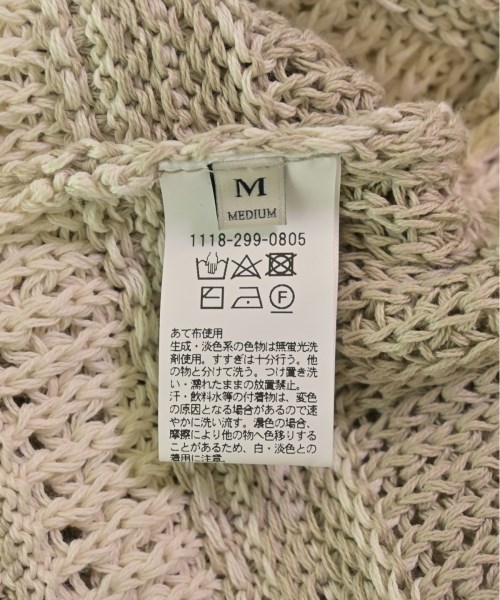 M
MEDIUM
1118-299-0805
F
あて布使用
生成・淡色系の色物は無蛍光洗
剤使用。すすぎは十分行う。他
の物と分けて洗う。つけ置き洗
い・濡れたままの放置禁止。
汗・飲料水等の付着物は、変色
の原因となる場合があるので速
やかに洗い流す。濃色の場合、
摩擦により他の物へ色移りする
ことがあるため、白・淡色との
着用に注意。